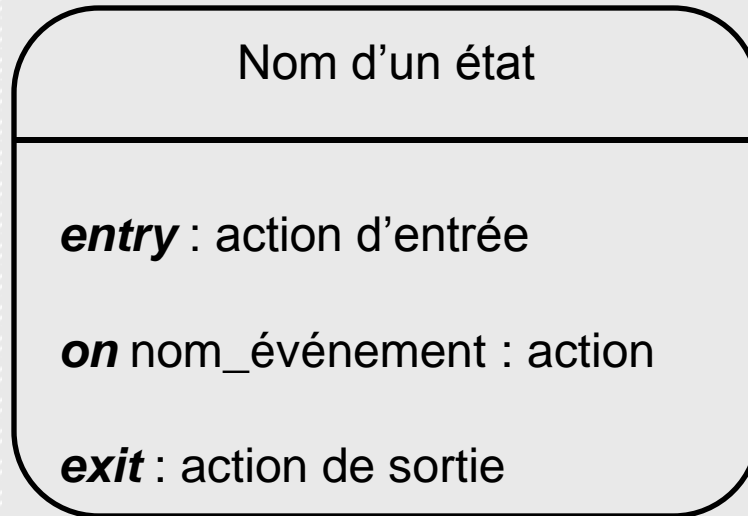 Nom d’un état
entry : action d’entrée
on nom_événement : action
exit : action de sortie